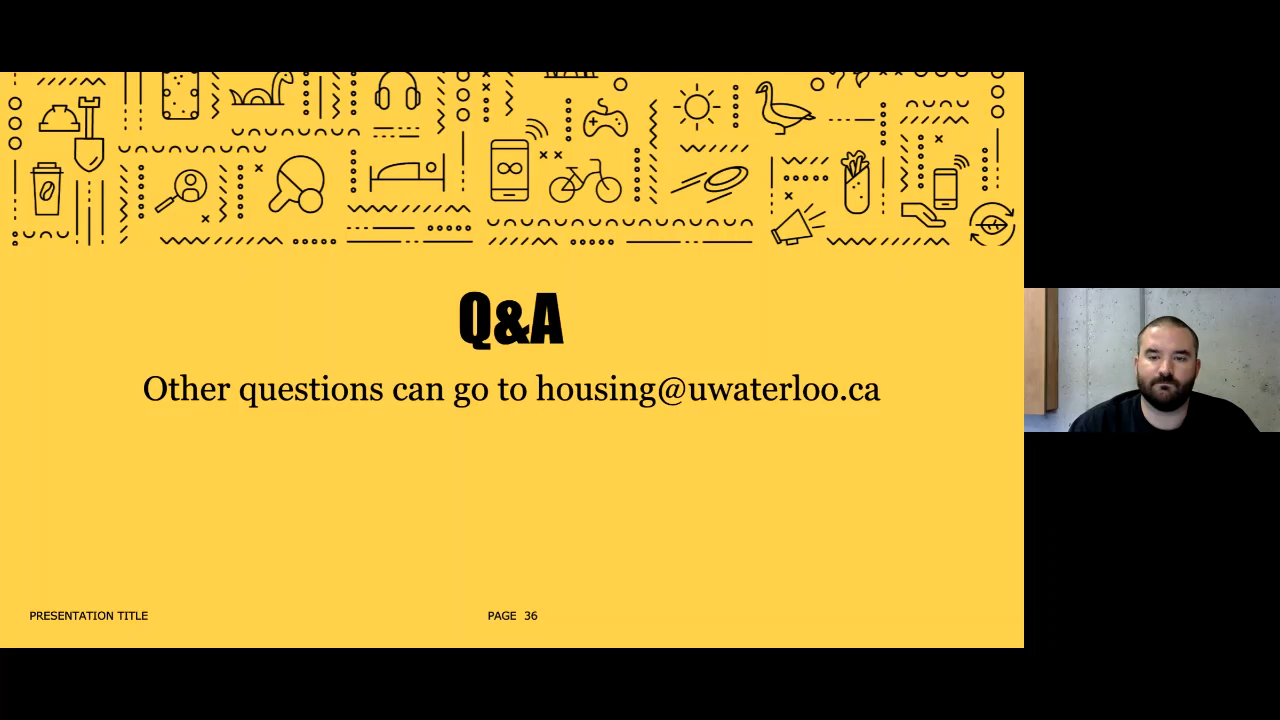 Q&A
Other questions can go to housing@uwaterloo.ca
PRESENTATION TITLE
PAGE 36